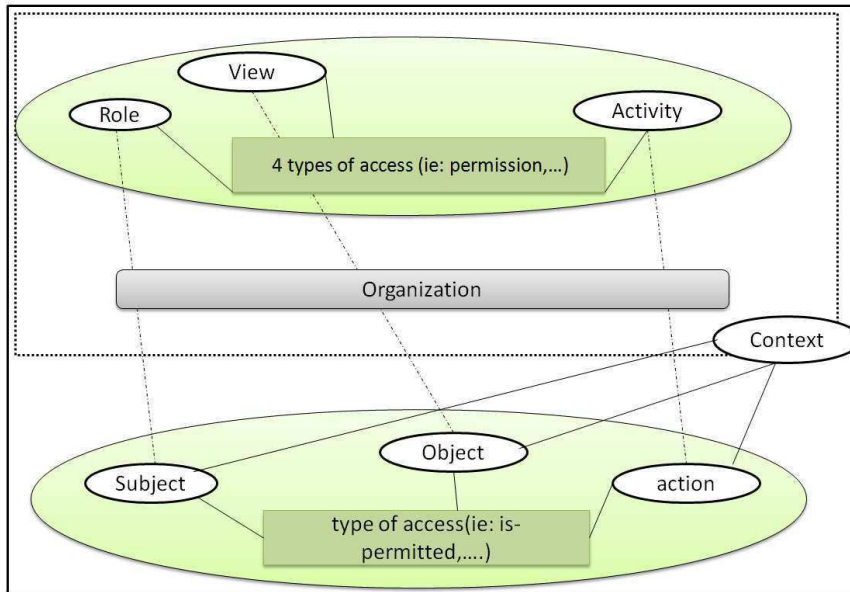 View
Role
Activity
4 types of access (ie: permission,...)
Organization
Context
Object
Subject
action
type of access(ie: is-
permitted,....)